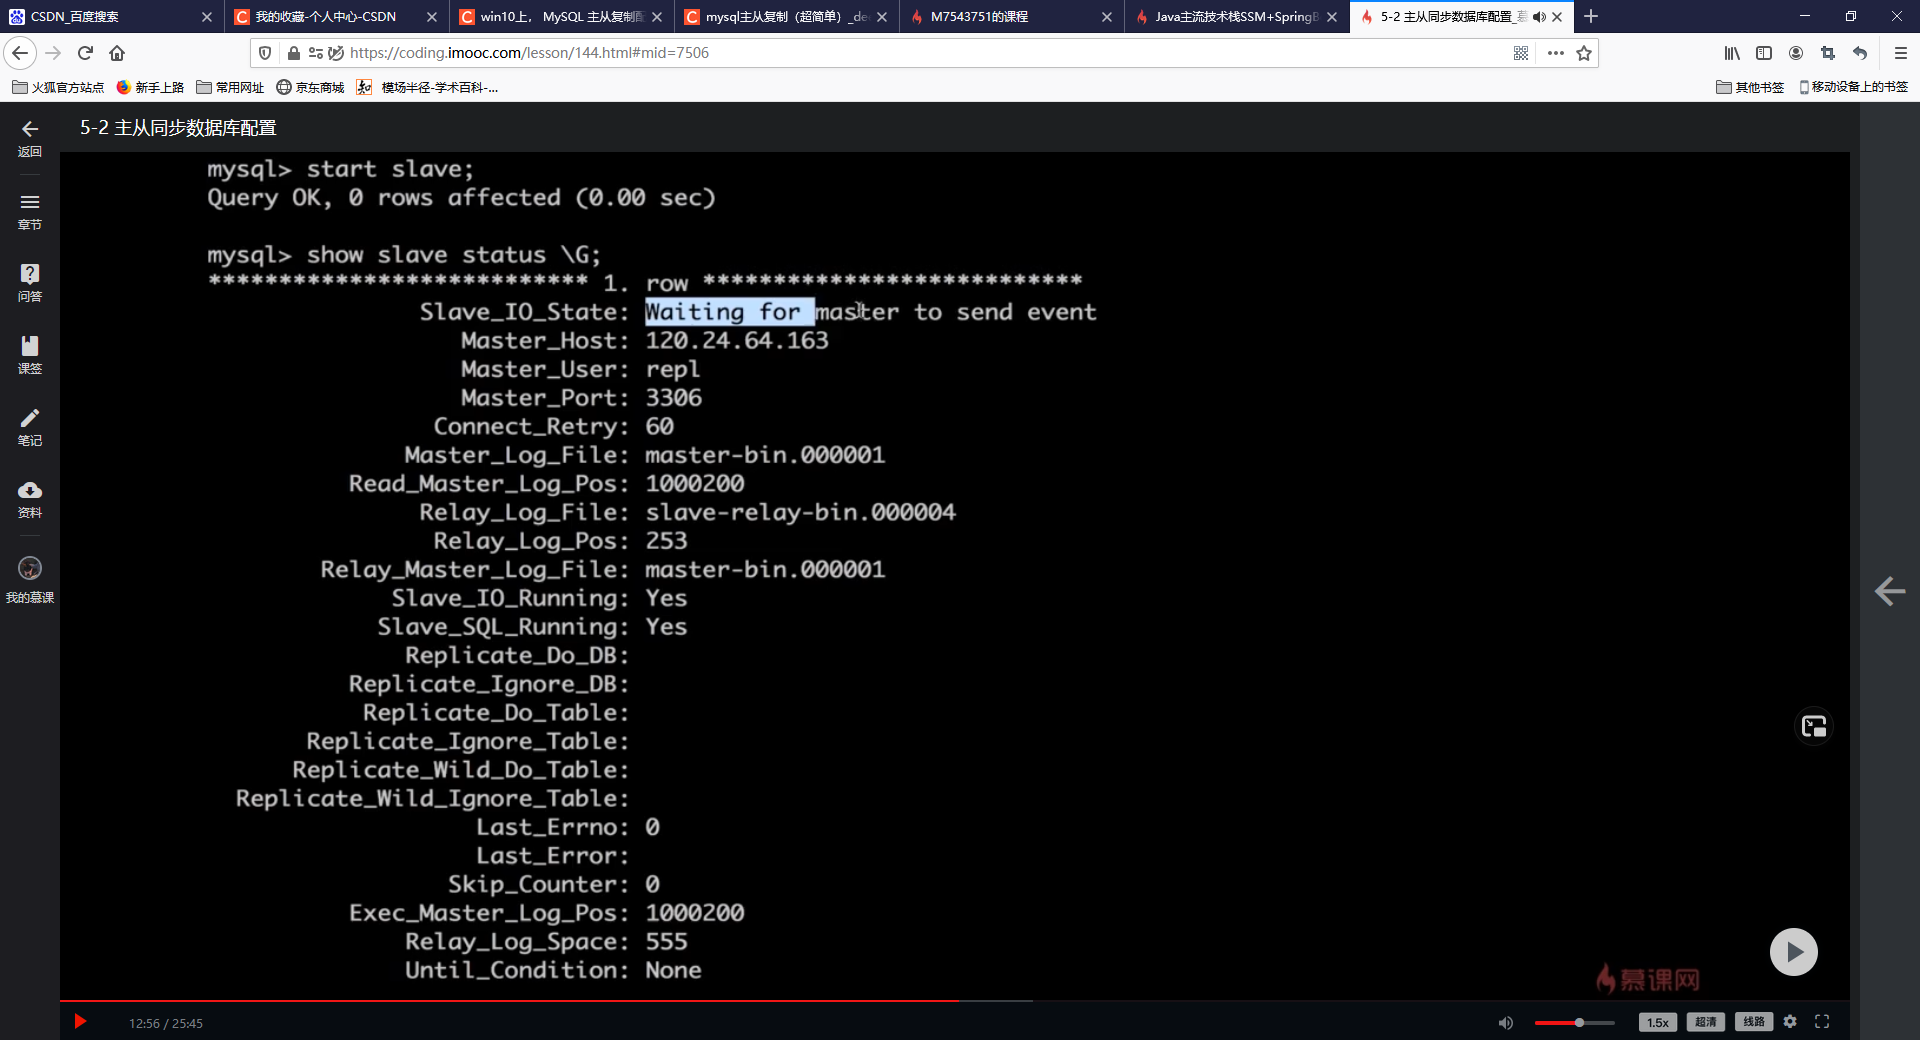 CSDN_百度搜索
我的收藏-个人中心-CSDN
win10上， MySQL 主从复制配
mysql主从复制（超简单）_de
M7543751的课程
Java主流技术栈SSM+SpringB
5-2 主从同步数据库配置_慕
https://coding.imooc.com/lesson/144.html#mid=7506
火狐官方站点
新手上路
常用网址
京东商城
模场半径-学术百科-...
其他书签
移动设备上的书签
返回
5-2 主从同步数据库配置
章节
问答
课签
笔记
资料
我的慕课
mysql> start slave;
Query OK, 0 rows affected (0.00 sec)
mysql> show slave status \G;
*************************** 1. row ***************************
Slave_IO_State: Waiting for master to send event
Master_Host: 120.24.64.163
Master_User: repl
Master_Port: 3306
Connect_Retry: 60
Master_Log_File: master-bin.000001
Read_Master_Log_Pos: 1000200
Relay_Log_File: slave-relay-bin.000004
Relay_Log_Pos: 253
Relay_Master_Log_File: master-bin.000001
Slave_IO_Running: Yes
Slave_SQL_Running: Yes
Replicate_Do_DB:
Replicate_Ignore_DB:
Replicate_Do_Table:
Replicate_Ignore_Table:
Replicate_Wild_Do_Table:
Replicate_Wild_Ignore_Table:
Last_Errno: 0
Last_Error:
Skip_Counter: 0
Exec_Master_Log_Pos: 1000200
Relay_Log_Space: 555
Until_Condition: None
慕课网
12:56 / 25:45
1.5x
超清
线路